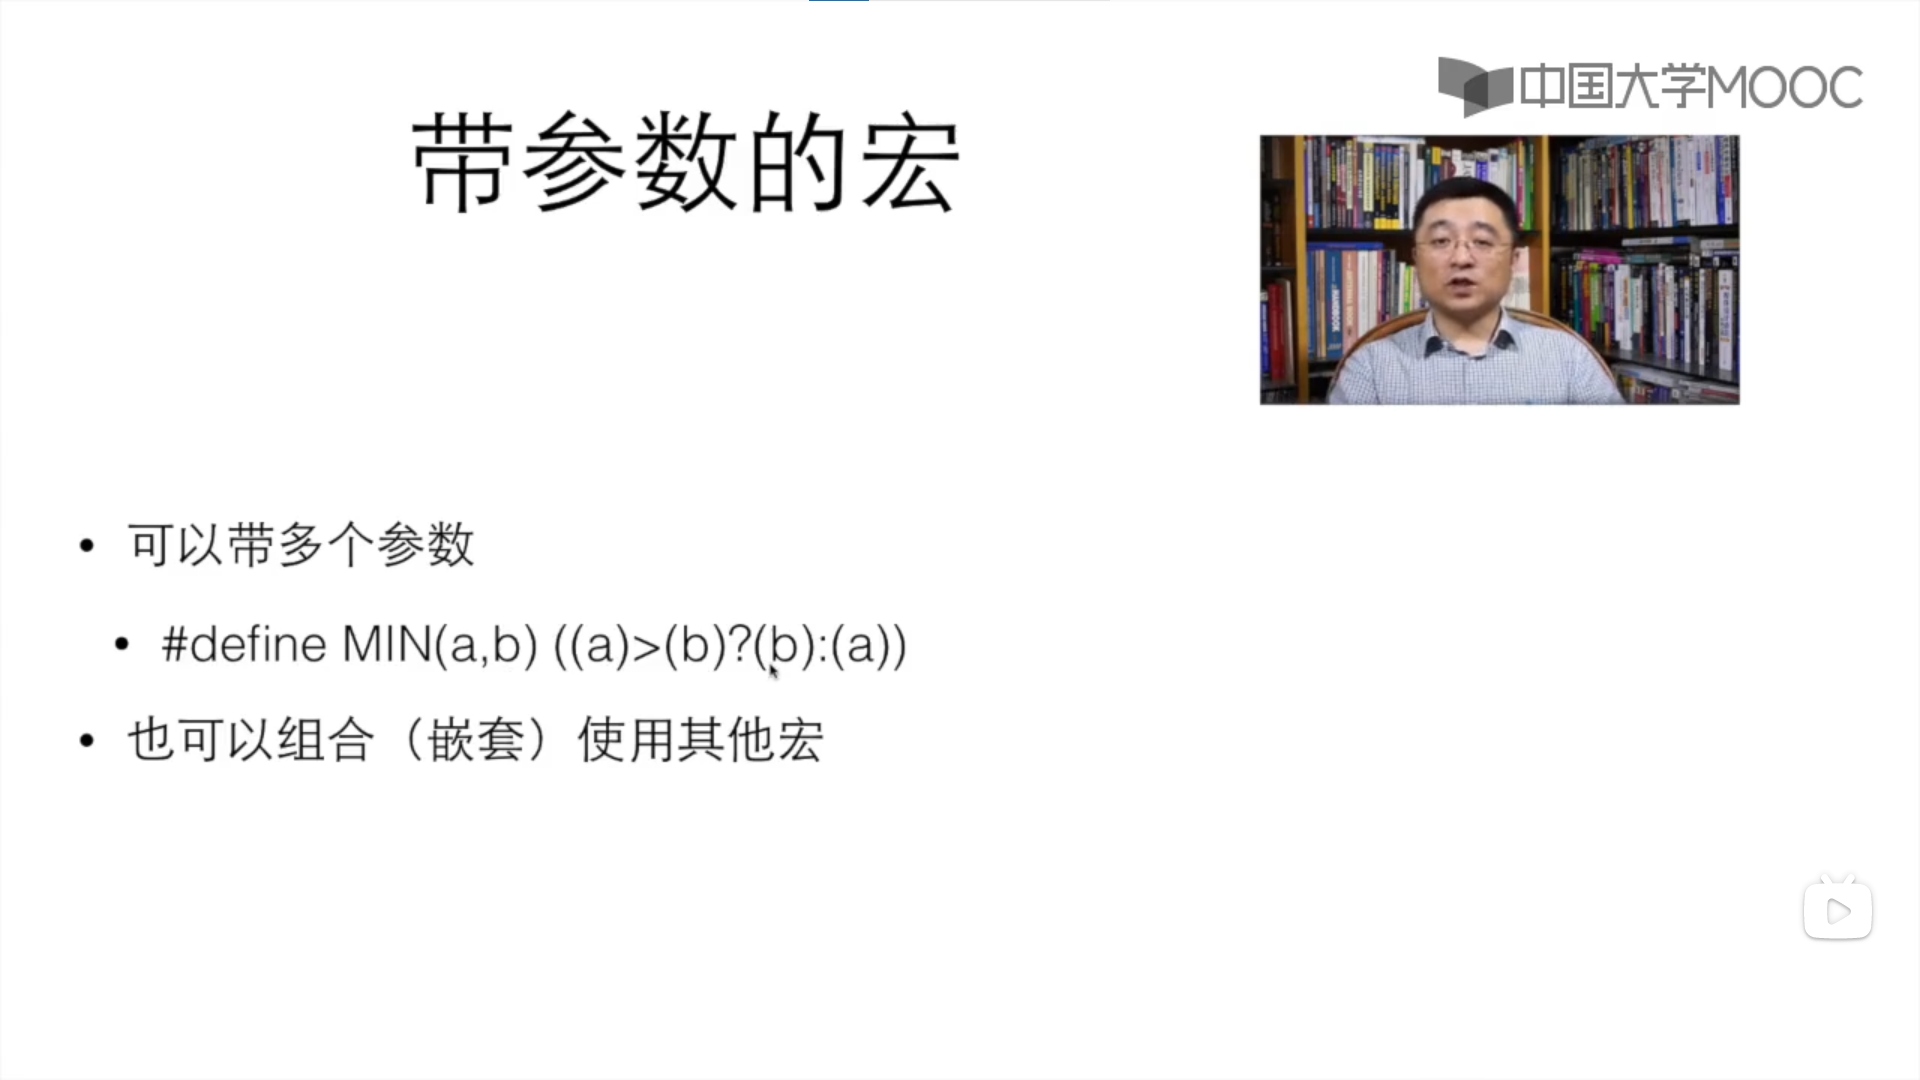 中国大学MOOC
带参数的宏
• 可以带多个参数
• #define MIN(a,b) ((a)>(b)?(b):(a))
• 也可以组合（嵌套）使用其他宏